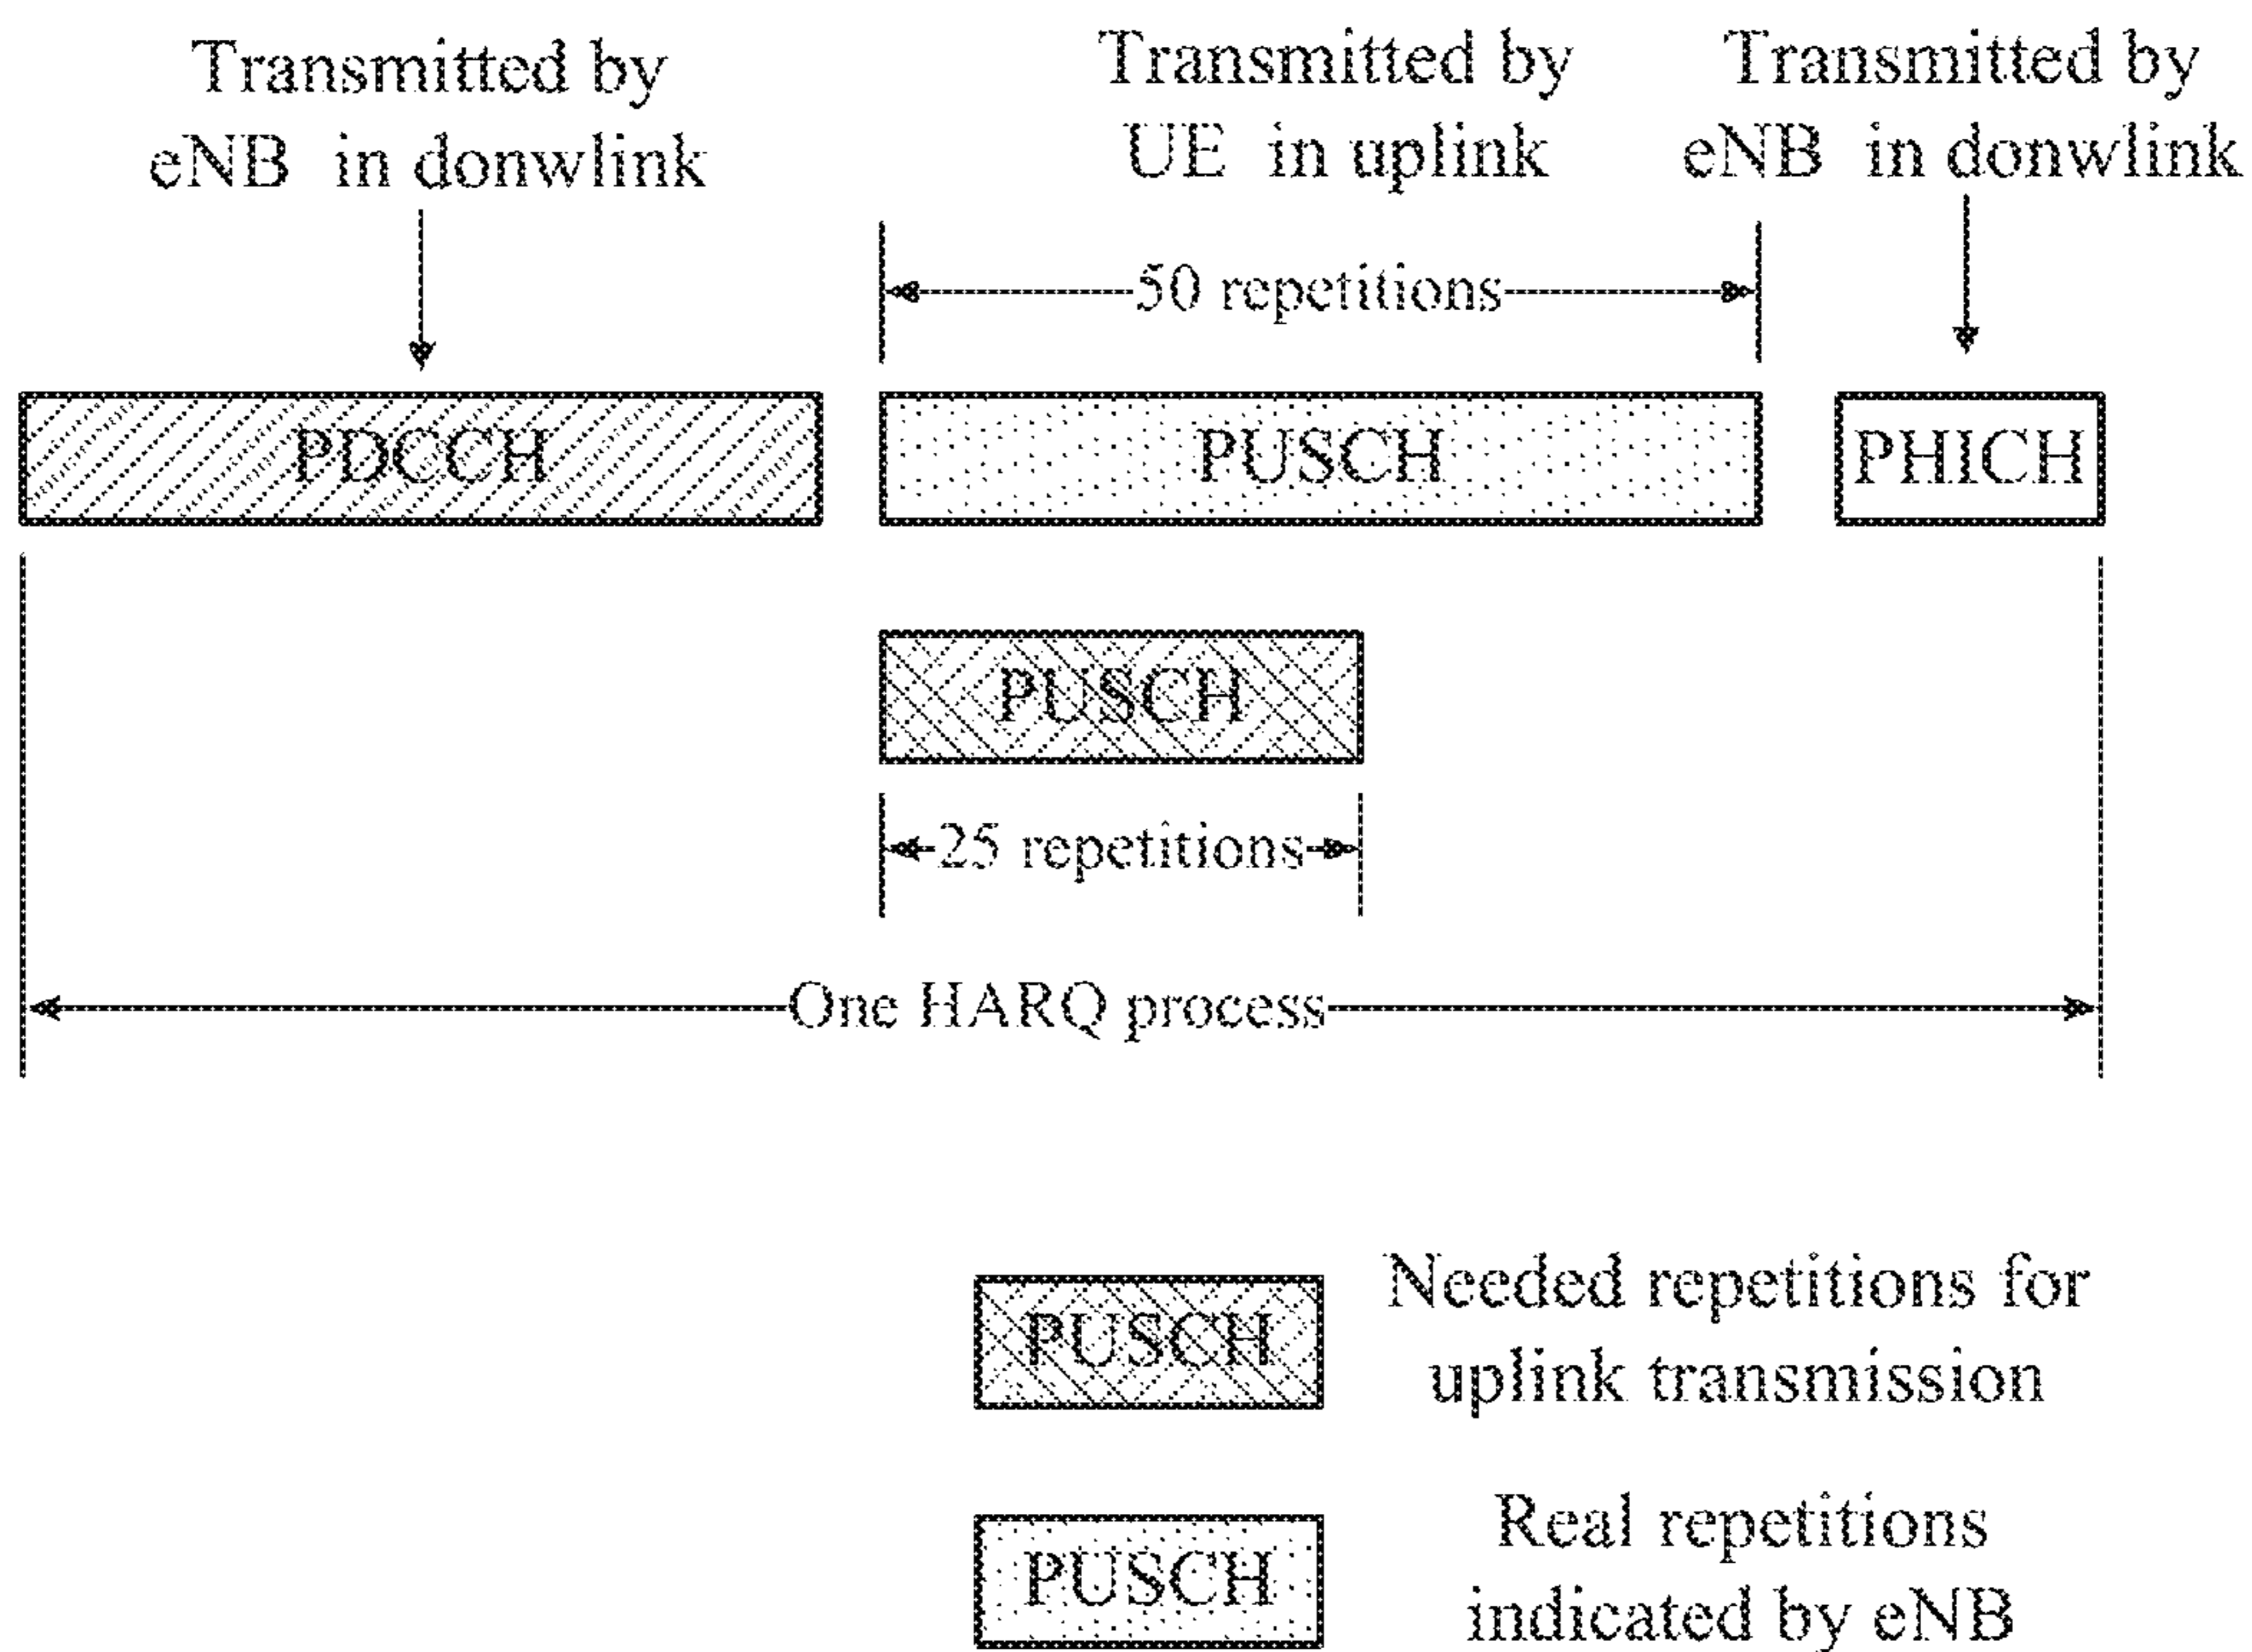 Transmitted by
eNB in donwlink
Transmitted by
UE in uplink
Transmitted by
eNB in donwlink
50 repetitions
PDCCH
PUSCH
PHICH
PUSCH
25 repetitions
One HARQ process
PUSCH
Needed repetitions for
uplink transmission
PUSCH
Real repetitions
indicated by eNB